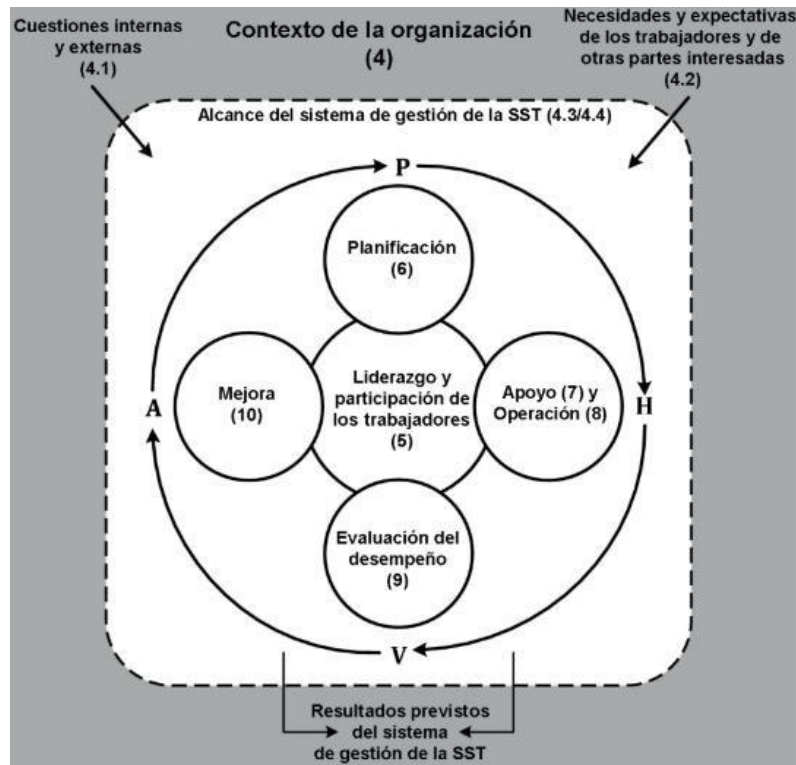 Cuestiones internas
y externas
(4.1)
Contexto de la organización
(4)
Necesidades y expectativas
de los trabajadores y de
otras partes interesadas
(4.2)
Alcance del sistema de gestión de la SST (4.3/4.4)
P
Planificación
(6)
A
Mejora
(10)
Liderazgo y
participación de
los trabajadores
(5)
Apoyo (7) y
Operación (8)
H
Evaluación del
desempeño
(9)
V
Resultados previstos
del sistema
de gestión de la SST